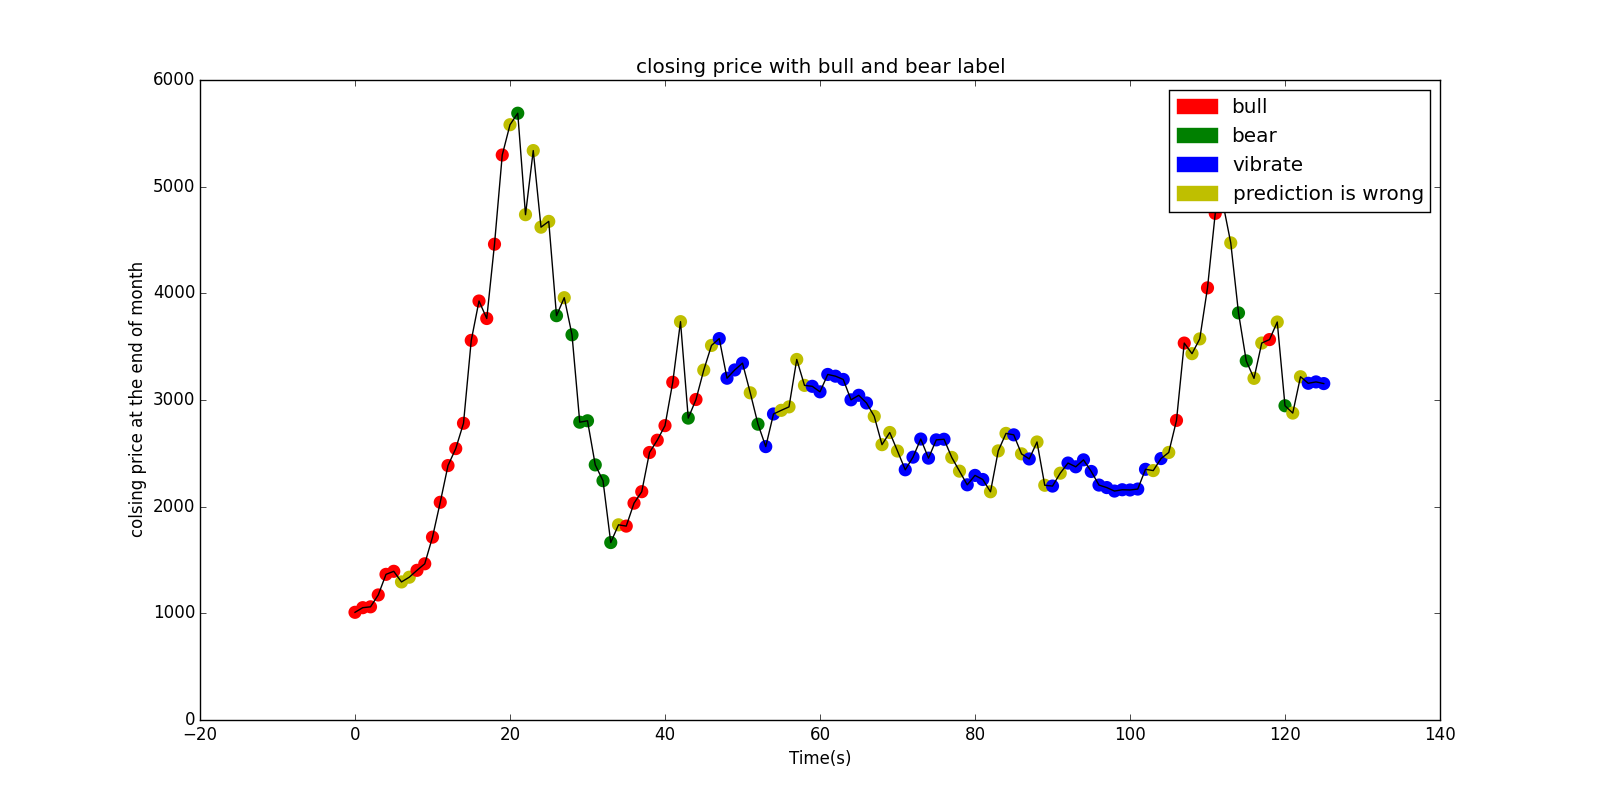 closing price with bull and bear label
6000
5000
4000
3000
2000
1000
0
colsing price at the end of month
bull
bear
vibrate
prediction is wrong
−20 0 20 40 60 80 100 120 140
Time(s)